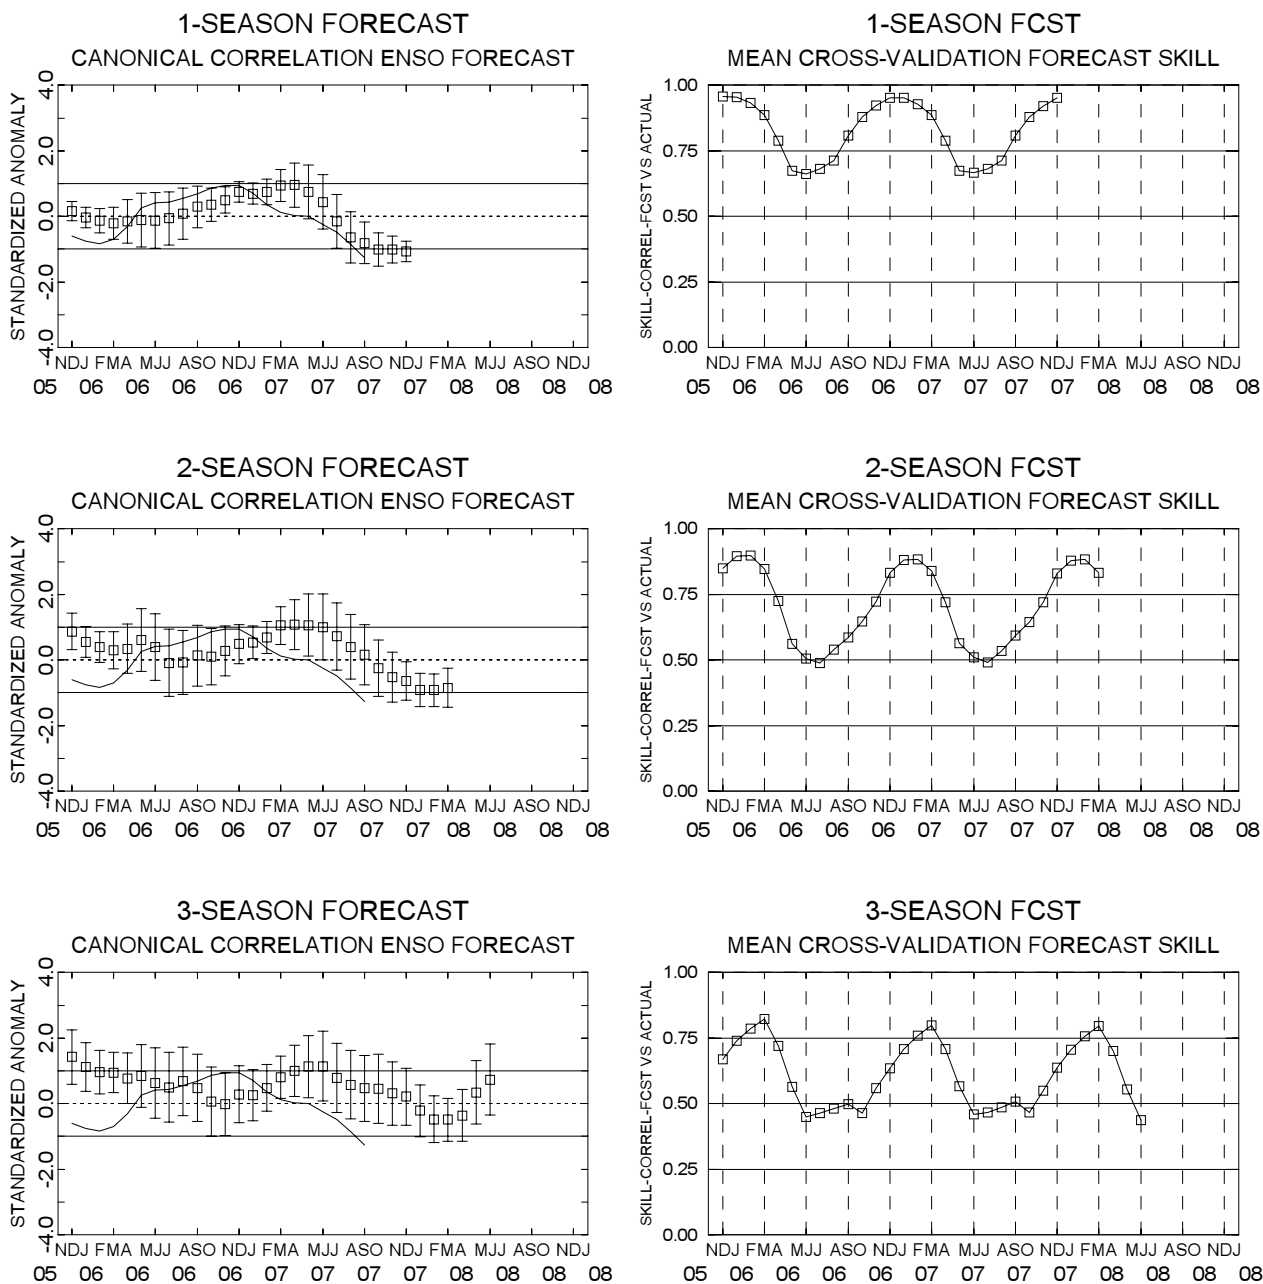 1-SEASON FORECAST
CANONICAL CORRELATION ENSO FORECAST
STANDARDIZED ANOMALY
4.0
2.0
0.0
-2.0
-4.0
NDJ FMA MJJ ASO NDJ FMA MJJ ASO NDJ FMA MJJ ASO NDJ
05 06 06 06 06 07 07 07 07 08 08 08 08
1-SEASON FCST
MEAN CROSS-VALIDATION FORECAST SKILL
SKILL-CORREL-FCST VS ACTUAL
1.00
0.75
0.50
0.25
0.00
NDJ FMA MJJ ASO NDJ FMA MJJ ASO NDJ FMA MJJ ASO NDJ
05 06 06 06 06 07 07 07 07 08 08 08 08
2-SEASON FORECAST
CANONICAL CORRELATION ENSO FORECAST
STANDARDIZED ANOMALY
4.0
2.0
0.0
-2.0
-4.0
NDJ FMA MJJ ASO NDJ FMA MJJ ASO NDJ FMA MJJ ASO NDJ
05 06 06 06 06 07 07 07 07 08 08 08 08
2-SEASON FCST
MEAN CROSS-VALIDATION FORECAST SKILL
SKILL-CORREL-FCST VS ACTUAL
1.00
0.75
0.50
0.25
0.00
NDJ FMA MJJ ASO NDJ FMA MJJ ASO NDJ FMA MJJ ASO NDJ
05 06 06 06 06 07 07 07 07 08 08 08 08
3-SEASON FORECAST
CANONICAL CORRELATION ENSO FORECAST
STANDARDIZED ANOMALY
4.0
2.0
0.0
-2.0
-4.0
NDJ FMA MJJ ASO NDJ FMA MJJ ASO NDJ FMA MJJ ASO NDJ
05 06 06 06 06 07 07 07 07 08 08 08 08
3-SEASON FCST
MEAN CROSS-VALIDATION FORECAST SKILL
SKILL-CORREL-FCST VS ACTUAL
1.00
0.75
0.50
0.25
0.00
NDJ FMA MJJ ASO NDJ FMA MJJ ASO NDJ FMA MJJ ASO NDJ
05 06 06 06 06 07 07 07 07 08 08 08 08